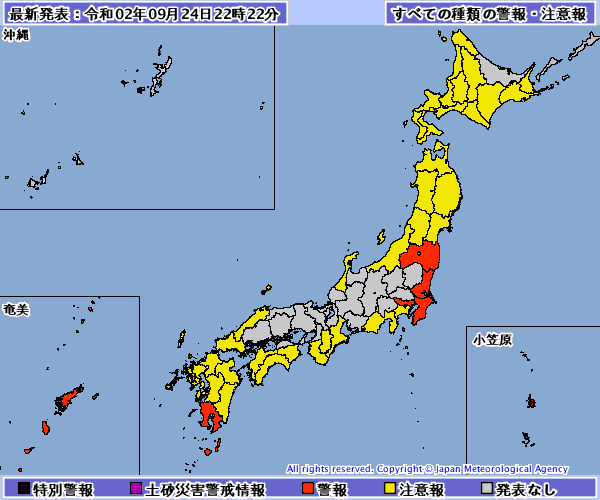 最新発表：令和02年09月24日22時22分
すべての種類の警報・注意報
沖縄
奄美
小笠原
All rights reserved. Copyright © Japan Meteorological Agency
特別警報 土砂災害警戒情報 警報 注意報 発表なし